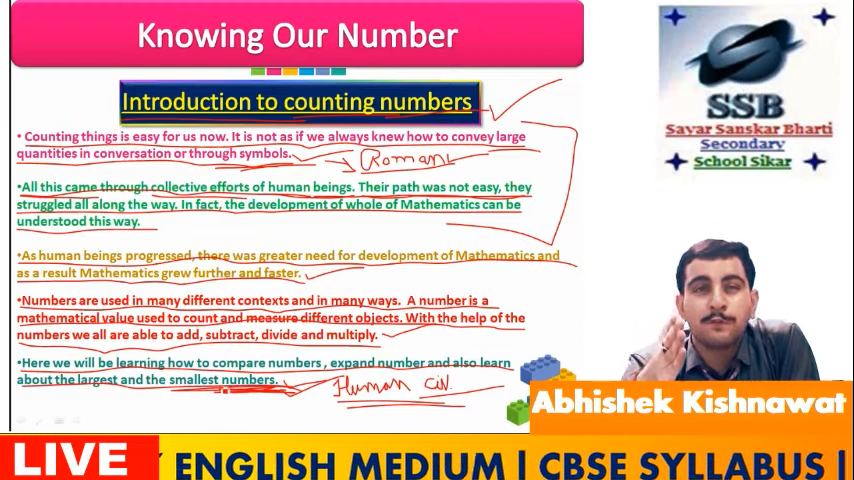 Knowing Our Number
Introduction to counting numbers
• Counting things is easy for us now. It is not as if we always knew how to convey large
quantities in conversation or through symbols.
Roman
•All this came through collective efforts of human beings. Their path was not easy, they
struggled all along the way. In fact, the development of whole of Mathematics can be
understood this way.
•As human beings progressed, there was greater need for development of Mathematics and
as a result Mathematics grew further and faster.
•Numbers are used in many different contexts and in many ways. A number is a
mathematical value used to count and measure different objects. With the help of the
numbers we all are able to add, subtract, divide and multiply.
•Here we will be learning how to compare numbers , expand number and also learn
about the largest and the smallest numbers.
Human civ.
SSB
Savar Sanskar Bharti
Secondary
School Sikar
Abhishek Kishnawat
LIVE
ENGLISH MEDIUM | CBSE SYLLABUS |